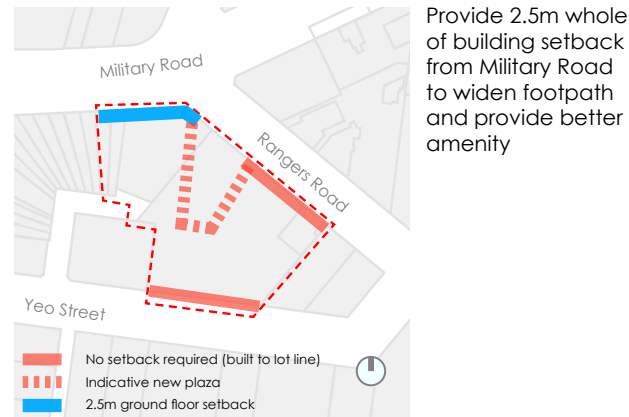 Provide 2.5m whole
of building setback
from Military Road
to widen footpath
and provide better
amenity
Military Road
Rangers Road
Yeo Street
No setback required (built to lot line)
Indicative new plaza
2.5m ground floor setback